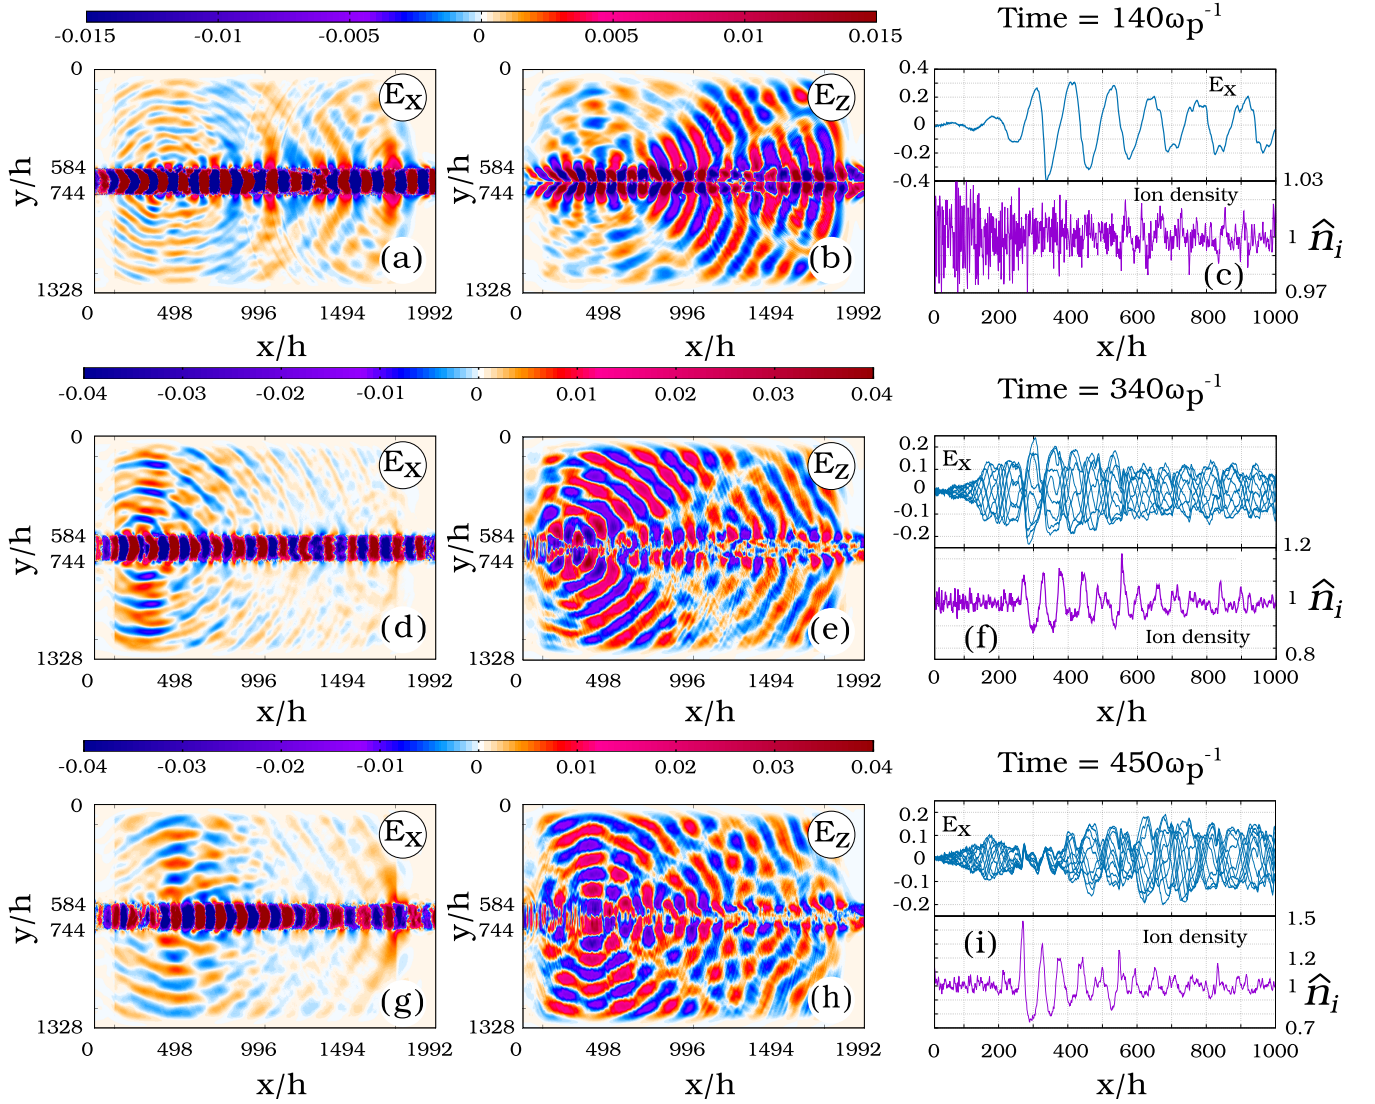 Time = 140ωp-1
-0.015 -0.01 -0.005 0 0.005 0.01 0.015
0 Ex 584 744 y/h (a) 1328
0 498 996 1494 1992
x/h
0 Ez 584 744 y/h (b) 1328
0 498 996 1494 1992
x/h
0.4 Ex 0.2 0 -0.2 -0.4
1.03 Ion density 1 n̂i (c) 0.97
0 200 400 600 800 1000
x/h
Time = 340ωp-1
-0.04 -0.03 -0.02 -0.01 0 0.01 0.02 0.03 0.04
0 Ex 584 744 y/h (d) 1328
0 498 996 1494 1992
x/h
0 Ez 584 744 y/h (e) 1328
0 498 996 1494 1992
x/h
0.2 Ex 0.1 0 -0.1 -0.2
1.2 1 n̂i (f) Ion density 0.8
0 200 400 600 800 1000
x/h
Time = 450ωp-1
-0.04 -0.03 -0.02 -0.01 0 0.01 0.02 0.03 0.04
0 Ex 584 744 y/h (g) 1328
0 498 996 1494 1992
x/h
0 Ez 584 744 y/h (h) 1328
0 498 996 1494 1992
x/h
0.2 Ex 0.1 0 -0.1 -0.2
1.5 (i) Ion density 1.2 1 n̂i 0.7
0 200 400 600 800 1000
x/h